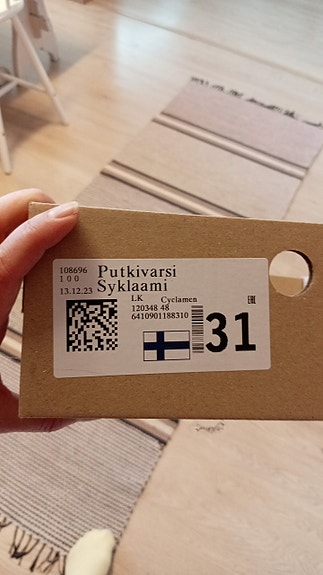 108696 Putkivarsi
1 0 0
13.12.23 Syklaami
LK Cyclamen
120348 48
6410901188310
31
EAC